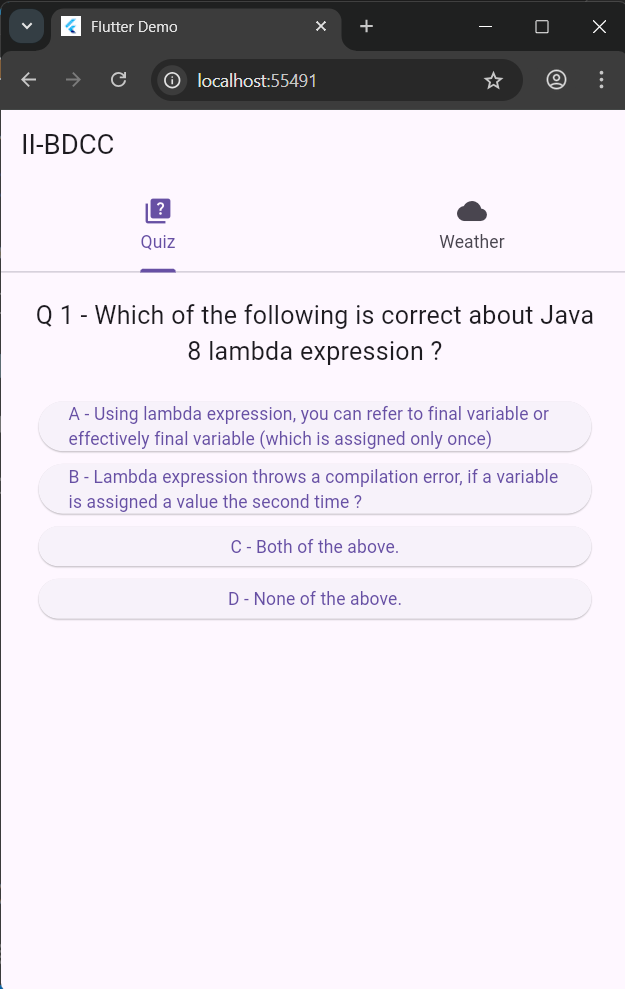 Flutter Demo
localhost:55491
II-BDCC
Quiz
Weather
Q 1 - Which of the following is correct about Java
8 lambda expression ?
A - Using lambda expression, you can refer to final variable or
effectively final variable (which is assigned only once)
B - Lambda expression throws a compilation error, if a variable
is assigned a value the second time ?
C - Both of the above.
D - None of the above.